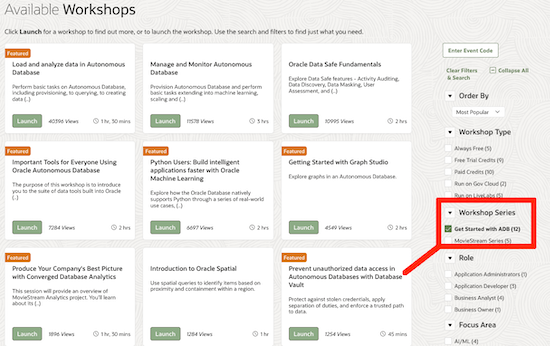 Available Workshops
Click Launch for a workshop to find out more, or to launch the workshop. Use the search and filters to find just what you need.
Featured
Load and analyze data in Autonomous
Database
Perform basic tasks on Autonomous Database,
including provisioning, to querying, to creating
data (..)
Launch
40396 Views
1 hr, 50 mins
Manage and Monitor Autonomous
Database
Provision Autonomous Database and perform
basic tasks extending into machine learning,
scaling and (..)
Launch
11578 Views
3 hrs
Oracle Data Safe Fundamentals
Explore Data Safe features - Activity Auditing,
Data Discovery, Data Masking, User
Assessment, and (..)
Launch
10995 Views
2 hrs
Featured
Important Tools for Everyone Using
Oracle Autonomous Database
The purpose of this workshop is to introduce
you to the suite of data tools built into Oracle
(..)
Launch
7284 Views
2 hrs
Featured
Python Users: Build intelligent
applications faster with Oracle
Machine Learning
Explore how the Oracle Database natively
supports Python through a series of real-world
use cases, (..)
Launch
6697 Views
2 hrs
Featured
Getting Started with Graph Studio
Explore graphs in Autonomous Database.
Launch
4549 Views
2 hrs
Featured
Produce Your Company's Best Picture
with Converged Database Analytics
This session will provide an overview of
MovieStream Analytics project. You'll learn
about its (..)
Launch
1896 Views
1 hr, 50 mins
Introduction to Oracle Spatial
Use spatial queries to identify items based on
proximity and containment within a region.
Launch
1284 Views
1 hr
Featured
Prevent unauthorized data access in
Autonomous Databases with Database
Vault
Protect against stolen credentials, apply
separation of duties, and enforce a trusted path
to data.
Launch
1254 Views
45 mins
Enter Event Code
Clear Filters
& Search
Collapse All
Order By
Most Popular
Workshop Type
Always Free (5)
Free Trial Credits (9)
Paid Credits (10)
Run on Gov Cloud (2)
Run on LiveLabs (5)
Workshop Series
Get Started with ADB (12)
MovieStream Series (5)
Role
Application Administrators (1)
Application Developer (3)
Business Analyst (4)
Business Owner (1)
Focus Area
AI/ML (4)